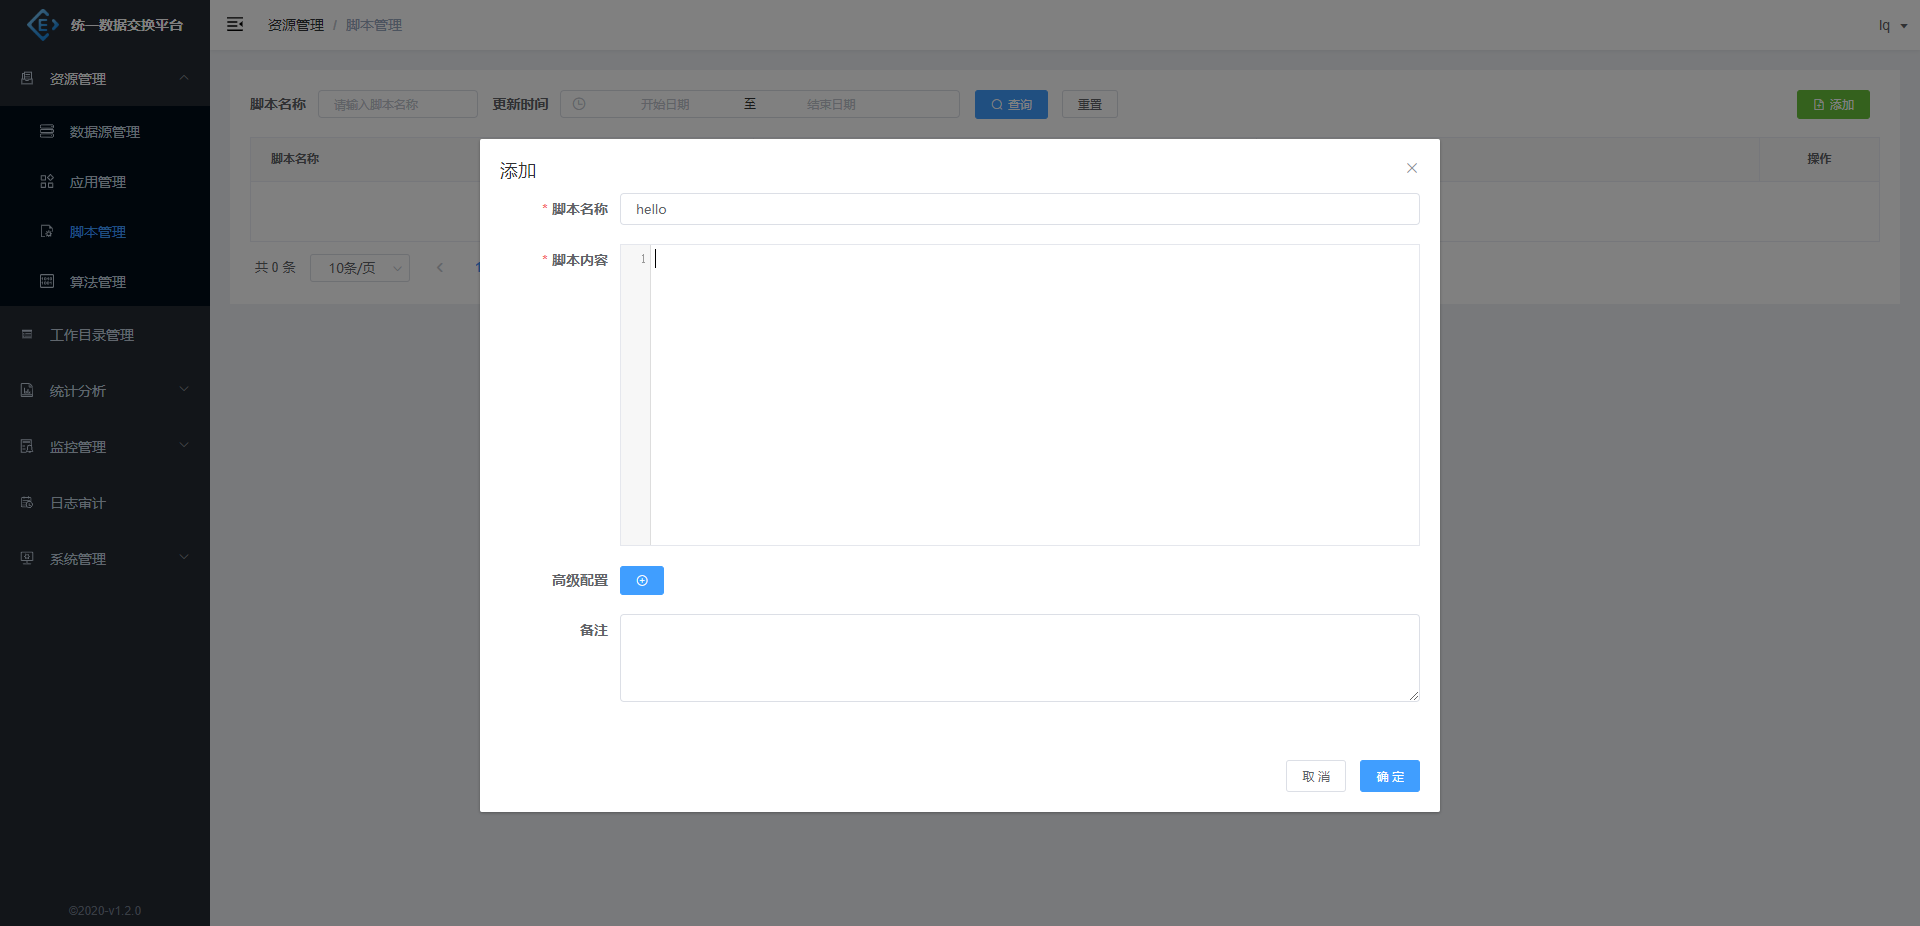 统一数据交换平台
资源管理 / 脚本管理
lq
资源管理
数据源管理
应用管理
脚本管理
算法管理
工作目录管理
统计分析
监控管理
日志审计
系统管理
©2020-v1.2.0
脚本名称 请输入脚本名称 更新时间 开始日期 至 结束日期 查询 重置 添加
脚本名称 操作
共 0 条 10条/页 1
添加
* 脚本名称 hello
* 脚本内容 1
高级配置
备注
取 消 确 定